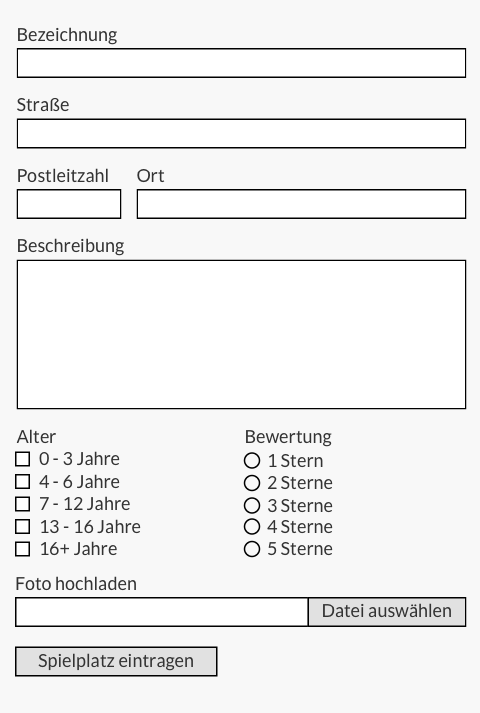 Bezeichnung
Straße
Postleitzahl Ort
Beschreibung
Alter
0 - 3 Jahre
4 - 6 Jahre
7 - 12 Jahre
13 - 16 Jahre
16+ Jahre
Bewertung
1 Stern
2 Sterne
3 Sterne
4 Sterne
5 Sterne
Foto hochladen
Datei auswählen
Spielplatz eintragen